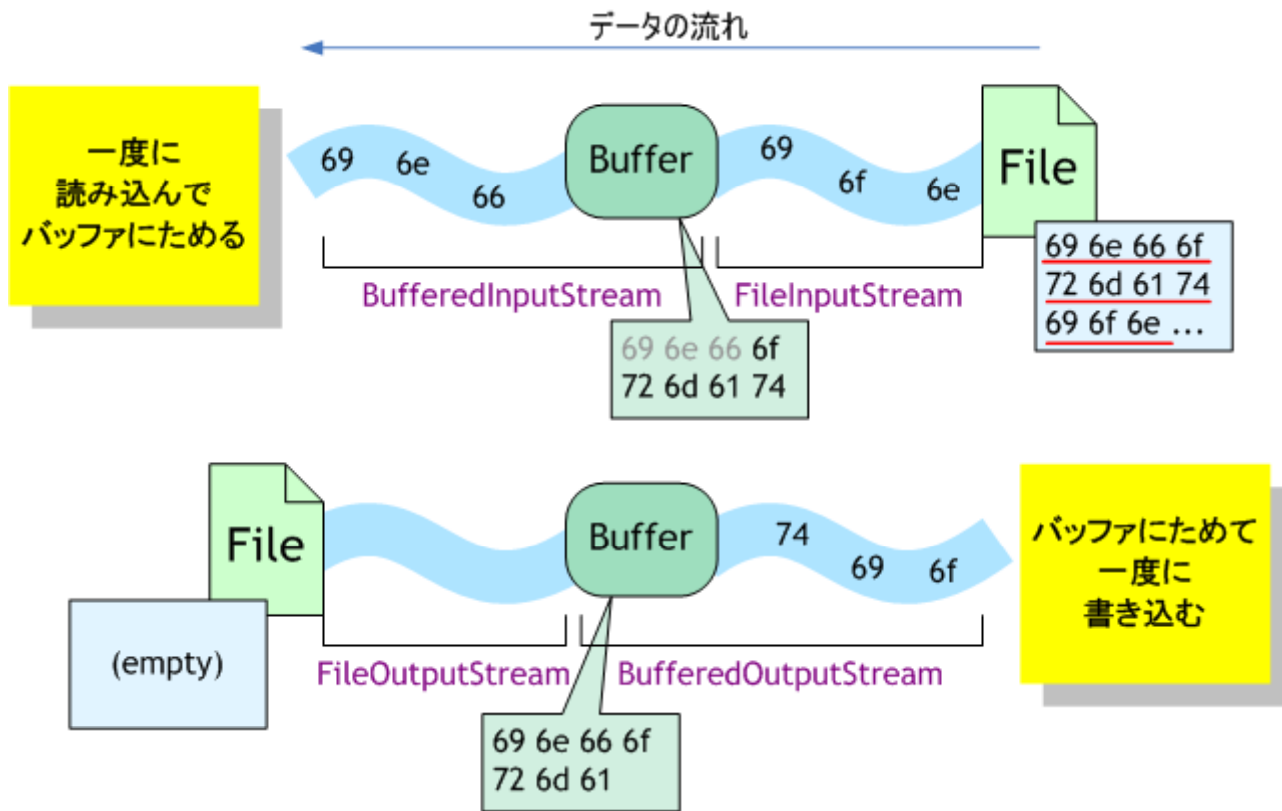 データの流れ
一度に
読み込んで
バッファにためる
69 6e 66
Buffer
69 6f 6e
File
69 6e 66 6f
72 6d 61 74
69 6f 6e ...
BufferedInputStream
FileInputStream
69 6e 66 6f
72 6d 61 74
File
(empty)
Buffer
74 69 6f
バッファにためて
一度に
書き込む
FileOutputStream
BufferedOutputStream
69 6e 66 6f
72 6d 61